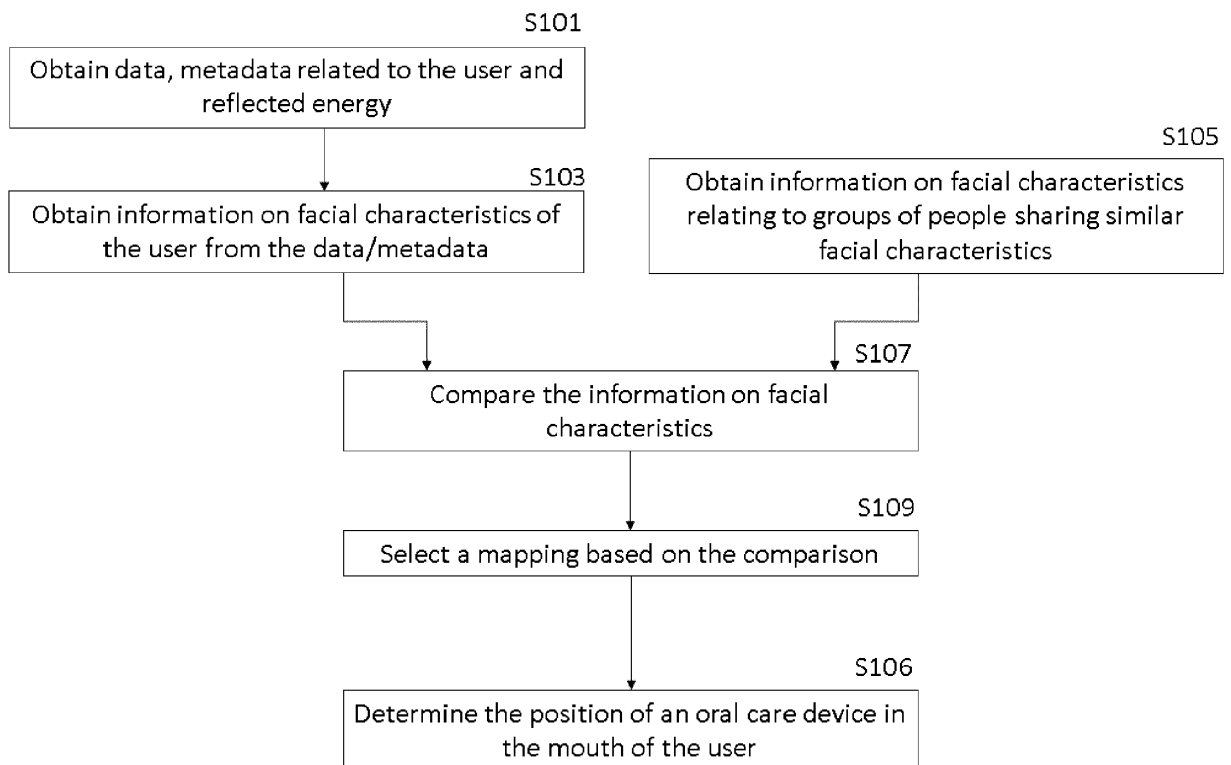 S101
Obtain data, metadata related to the user and
reflected energy
S103
Obtain information on facial characteristics of
the user from the data/metadata
S105
Obtain information on facial characteristics
relating to groups of people sharing similar
facial characteristics
S107
Compare the information on facial
characteristics
S109
Select a mapping based on the comparison
S106
Determine the position of an oral care device in
the mouth of the user